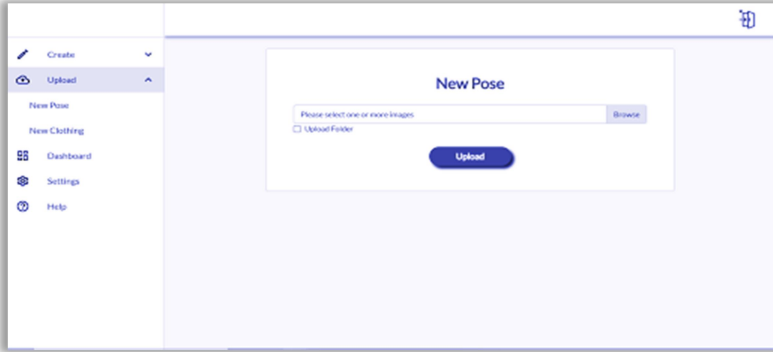 Create
Upload
New Pose
New Clothing
Dashboard
Settings
Help
New Pose
Please select one or more images
Browse
Upload Folder
Upload